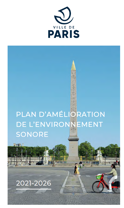 VILLE DE
PARIS
PLAN D'AMÉLIORATION
DE L'ENVIRONNEMENT
SONORE
2021-2026